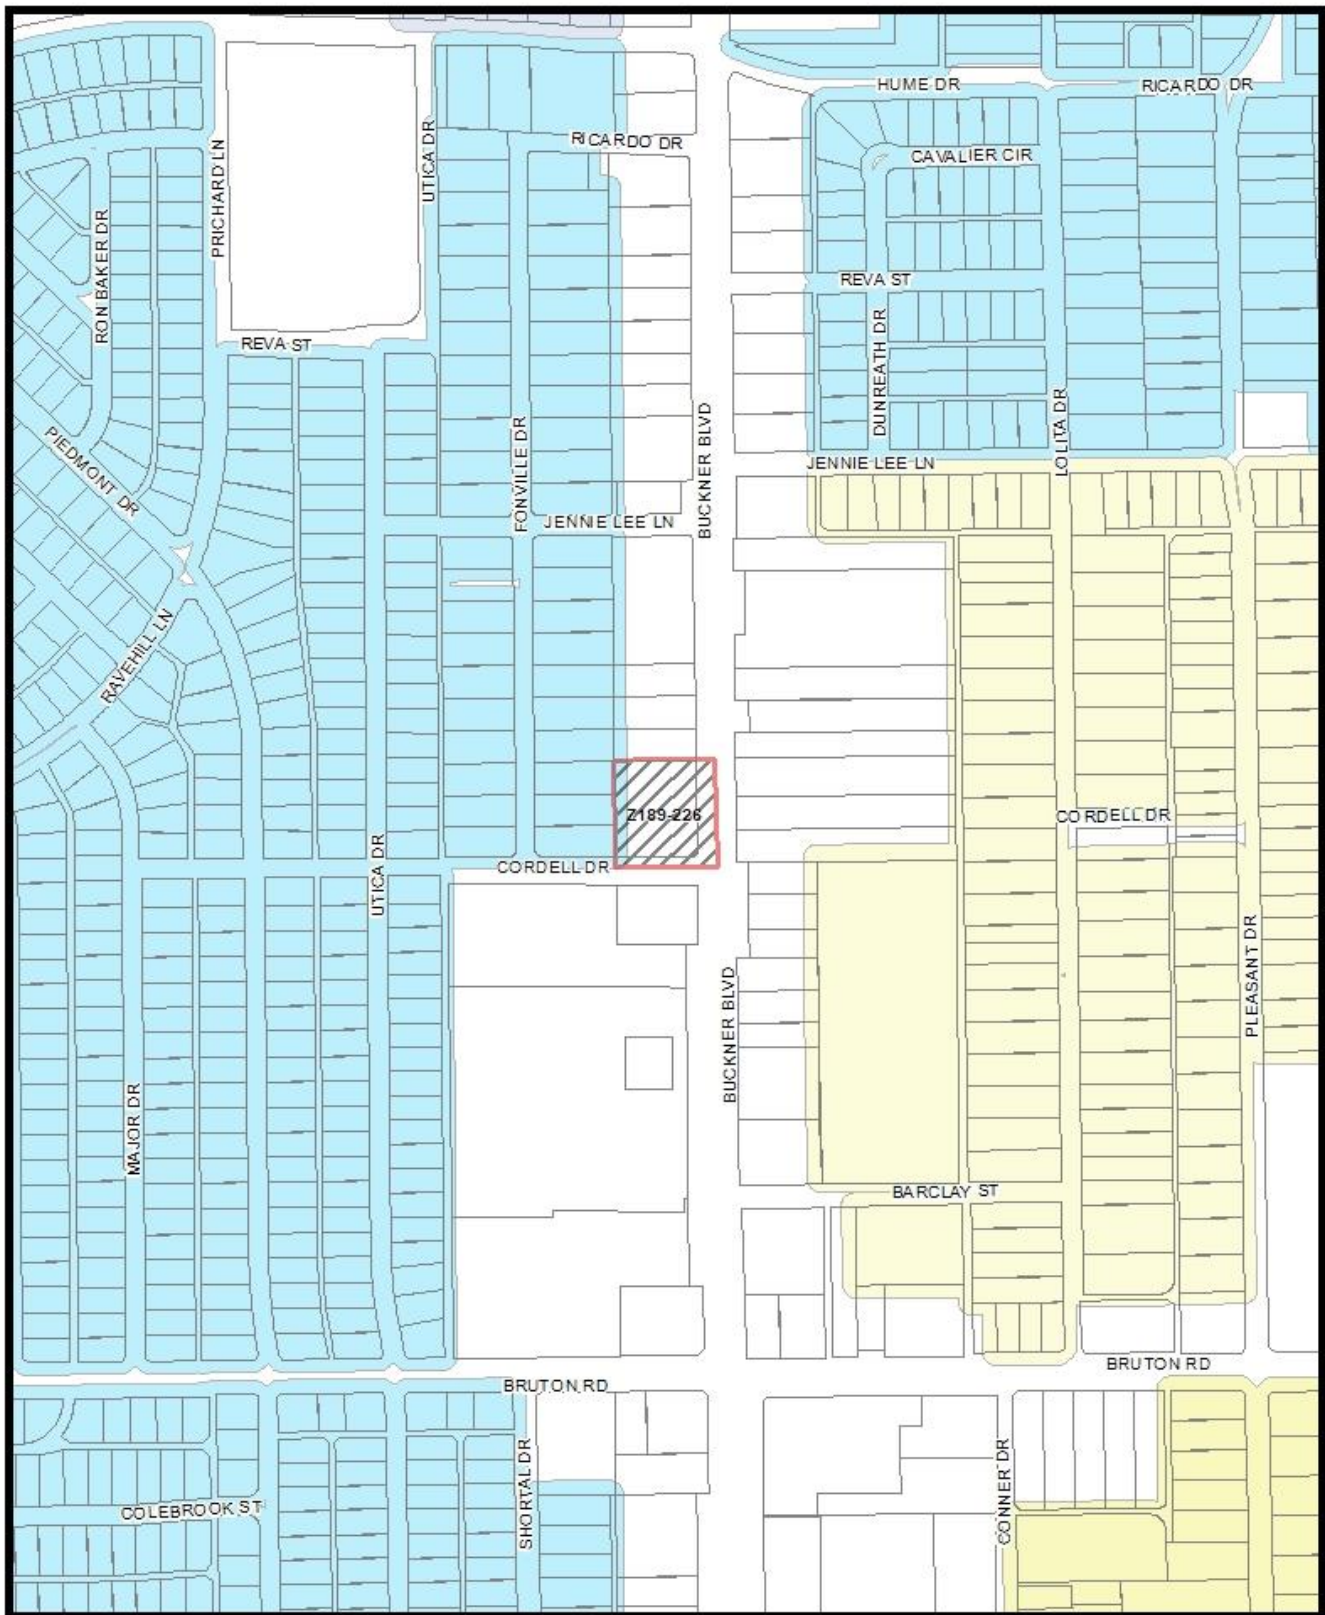 HUME DR
RICARDO DR
RICARDO DR
UTICA DR
PRICHARD LN
CAVALIER CIR
RON BAKER DR
REVA ST
DUNREATH DR
REVA ST
LOLITA DR
BUCKNER BLVD
FONVILLE DR
PIEDMONT DR
JENNIE LEE LN
JENNIE LEE LN
RAVEHILL LN
Z189-226
CORDELL DR
CORDELL DR
UTICA DR
PLEASANT DR
BUCKNER BLVD
MAJOR DR
BARCLAY ST
BRUTON RD
BRUTON RD
SHORTAL DR
CONNER DR
COLEBROOK ST